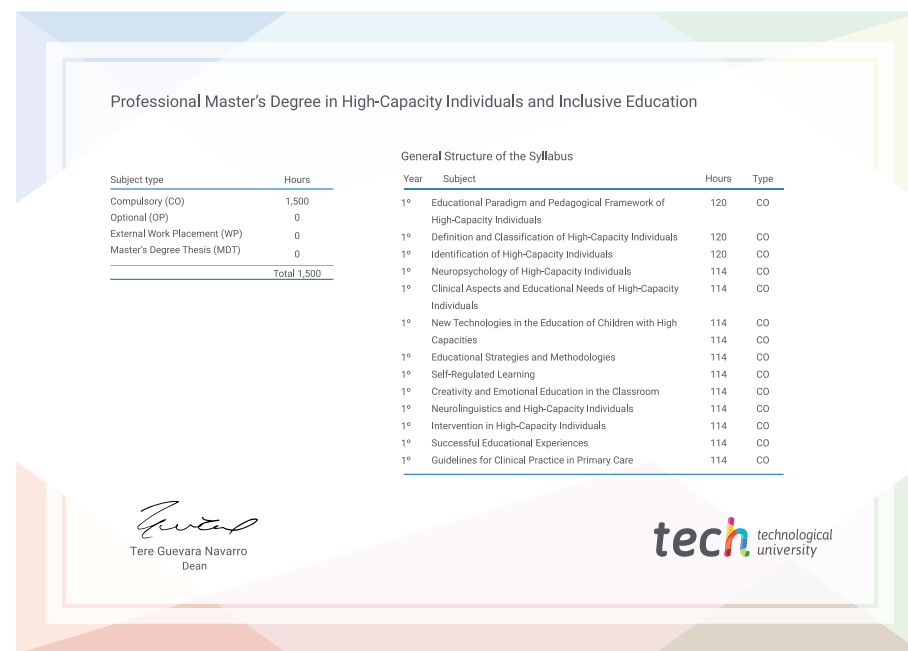 Professional Master's Degree in High-Capacity Individuals and Inclusive Education
Subject type Hours
Compulsory (CO) 1,500
Optional (OP) 0
External Work Placement (WP) 0
Master's Degree Thesis (MDT) 0
Total 1,500
General Structure of the Syllabus
Year Subject Hours Type
1º Educational Paradigm and Pedagogical Framework of 120 CO
High-Capacity Individuals
1º Definition and Classification of High-Capacity Individuals 120 CO
1º Identification of High-Capacity Individuals 120 CO
1º Neuropsychology of High-Capacity Individuals 114 CO
1º Clinical Aspects and Educational Needs of High-Capacity 114 CO
Individuals
1º New Technologies in the Education of Children with High 114 CO
Capacities 114 CO
1º Educational Strategies and Methodologies 114 CO
1º Self-Regulated Learning 114 CO
1º Creativity and Emotional Education in the Classroom 114 CO
1º Neurolinguistics and High-Capacity Individuals 114 CO
1º Intervention in High-Capacity Individuals 114 CO
1º Successful Educational Experiences 114 CO
1º Guidelines for Clinical Practice in Primary Care 114 CO
Tere Guevara Navarro
Dean
tech technological
university